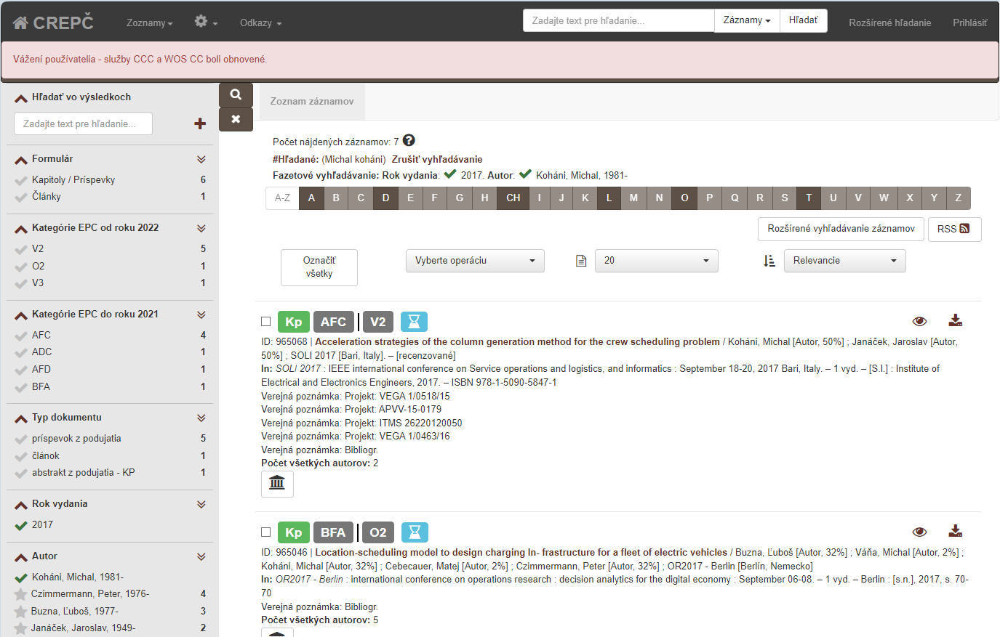 CREPČ
Zoznamy
Odkazy
Zadajte text pre hľadanie...
Záznamy
Hľadať
Rozšírené hľadanie
Prihlásiť
Vážení používatelia - služby CCC a WOS CC boli obnovené.
Hľadať vo výsledkoch
Zadajte text pre hľadanie...
Formulár
Kapitoly / Príspevky 6
Články 1
Kategórie EPC od roku 2022
V2 5
O2 1
V3 1
Kategórie EPC do roku 2021
AFC 4
ADC 1
AFD 1
BFA 1
Typ dokumentu
príspevok z podujatia 5
článok 1
abstrakt z podujatia - KP 1
Rok vydania
2017
Autor
Koháni, Michal, 1981-
Czimmermann, Peter, 1976- 4
Buzna, Ľuboš, 1977- 3
Janáček, Jaroslav, 1949- 2
Zoznam záznamov
Počet nájdených záznamov: 7
#Hľadané: (Michal koháni) Zrušiť vyhľadávanie
Fazetové vyhľadávanie: Rok vydania: 2017. Autor: Koháni, Michal, 1981-
A-Z A B C D E F G H CH I J K L M N O P Q R S T U V W X Y Z
Rozšírené vyhľadávanie záznamov
RSS
Označiť
všetky
Vyberte operáciu
20
Relevancie
Kp AFC V2
ID: 965068 | Acceleration strategies of the column generation method for the crew scheduling problem / Koháni, Michal [Autor, 50%] ; Janáček, Jaroslav [Autor,
50%] ; SOLI 2017 [Bari, Italy]. – [recenzované]
In: SOLI 2017 : IEEE international conference on Service operations and logistics, and informatics : September 18-20, 2017 Bari, Italy. – 1 vyd. – [S.l.] : Institute of
Electrical and Electronics Engineers, 2017. – ISBN 978-1-5090-5847-1
Verejná poznámka: Projekt: VEGA 1/0518/15
Verejná poznámka: Projekt: APVV-15-0179
Verejná poznámka: Projekt: ITMS 26220120050
Verejná poznámka: Projekt: VEGA 1/0463/16
Verejná poznámka: Bibliogr.
Počet všetkých autorov: 2
Kp BFA O2
ID: 965046 | Location-scheduling model to design charging In- frastructure for a fleet of electric vehicles / Buzna, Ľuboš [Autor, 32%] ; Váňa, Michal [Autor, 2%] ;
Koháni, Michal [Autor, 32%] ; Cebecauer, Matej [Autor, 2%] ; Czimmermann, Peter [Autor, 32%] ; OR2017 - Berlin [Berlín, Nemecko]
In: OR2017 - Berlin : international conference on operations research : decision analytics for the digital economy : September 06-08. – 1 vyd. – Berlin : [s.n.], 2017, s. 70-
70
Verejná poznámka: Bibliogr.
Počet všetkých autorov: 5